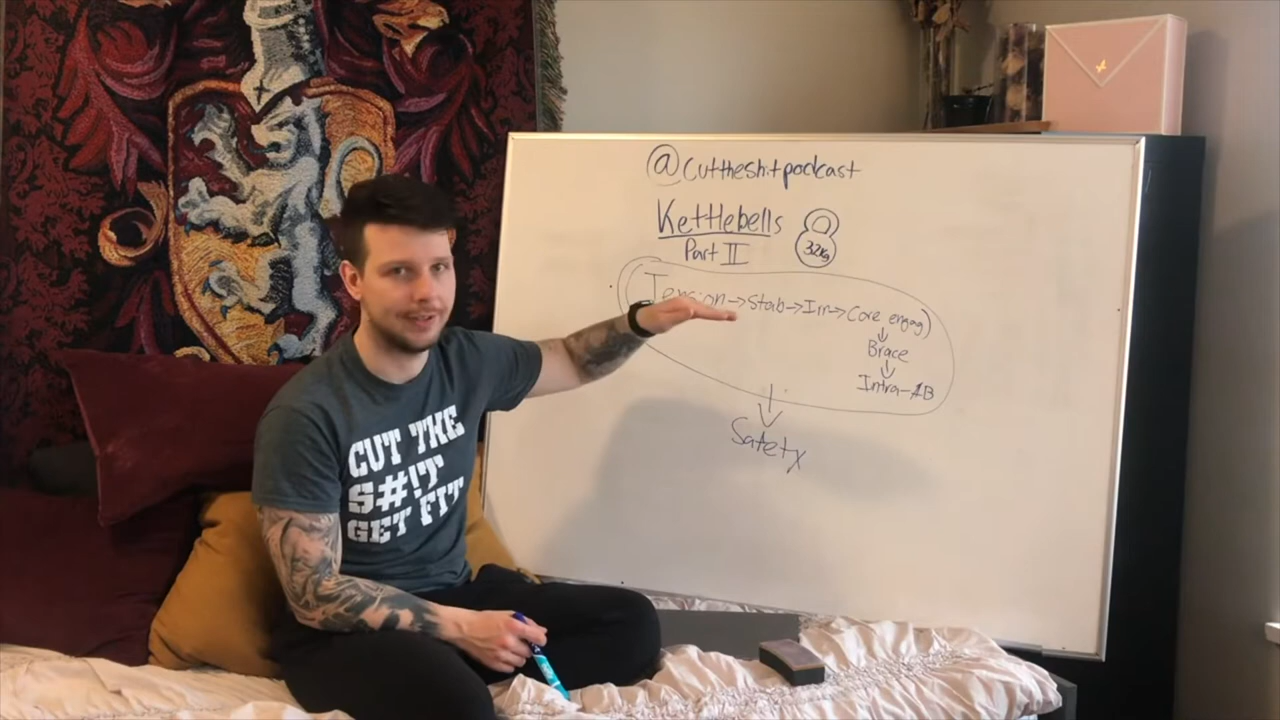 @cuttheshitpodcast
Kettlebells
Part II
32kg
Tension→Stab→Irr→Core engag)
Brace
Intra-AB
Safety
CUT THE
S#!T
GET FIT